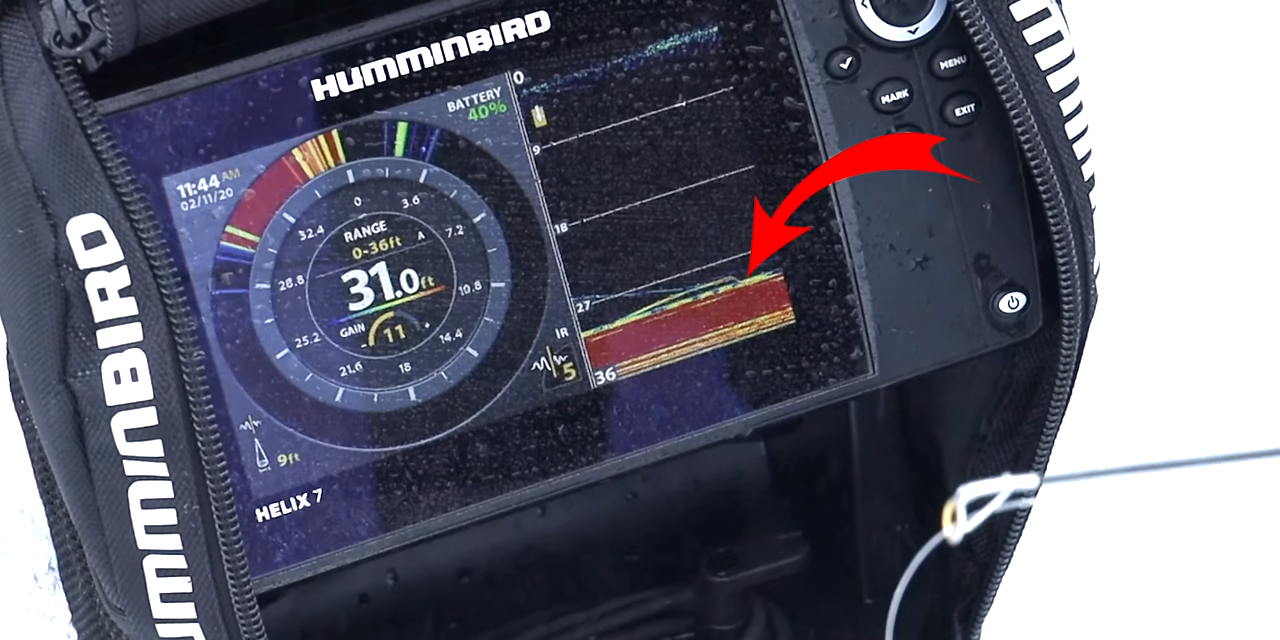 HUMMINBIRD
BATTERY
40%
11:44 AM
02/11/20
0
3.6
7.2
10.8
14.4
18
21.6
25.2
28.8
32.4
RANGE
A
0-36ft
31.0ft
GAIN
11
- +
9ft
HELIX 7
0
9
18
27
36
IR
5
MENU
MARK
EXIT
HUMMINBIRD